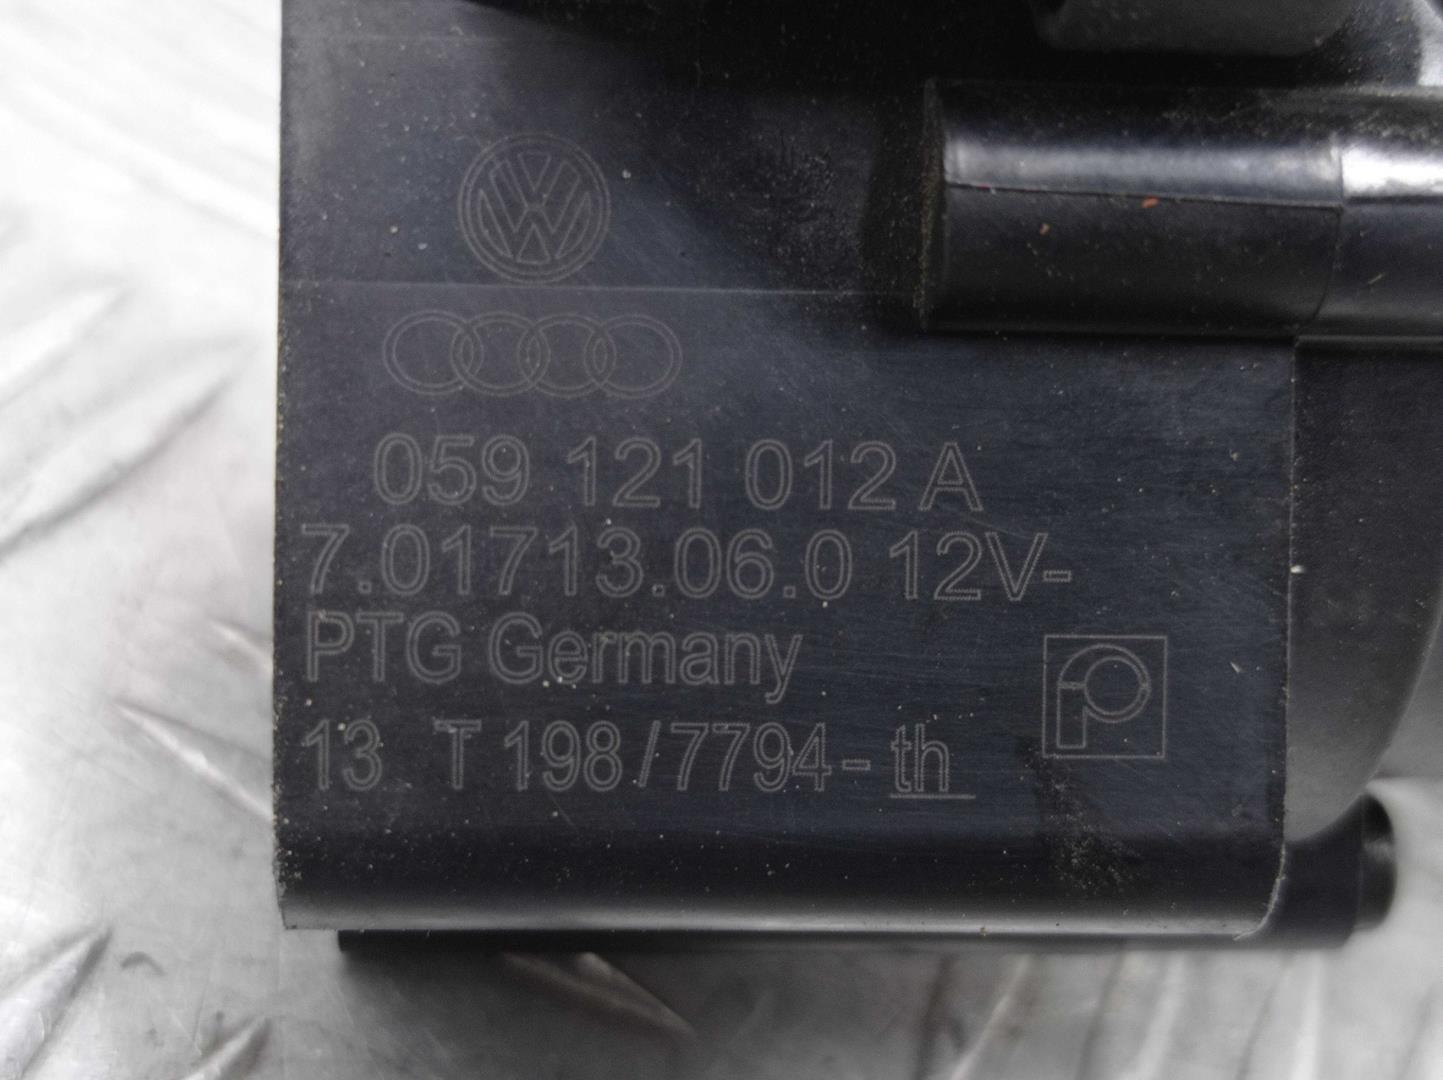 059 121 012 A
7.01713.06.0 12V-
PTG Germany
13 T 198/7794-th